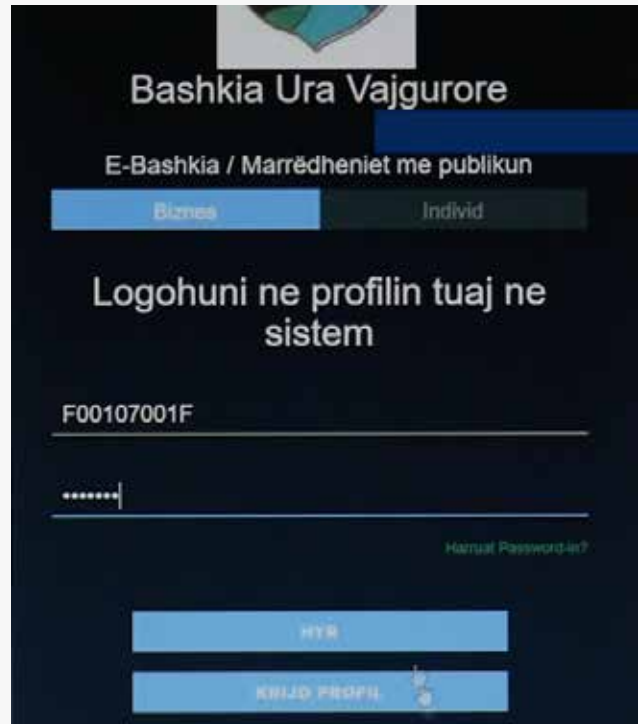 Bashkia Ura Vajgurore
E-Bashkia / Marrëdheniet me publikun
Biznes Individ
Logohuni ne profilin tuaj ne
sistem
F00107001F
•••••••
Harruat Password-in?
HYR
KRIJO PROFIL